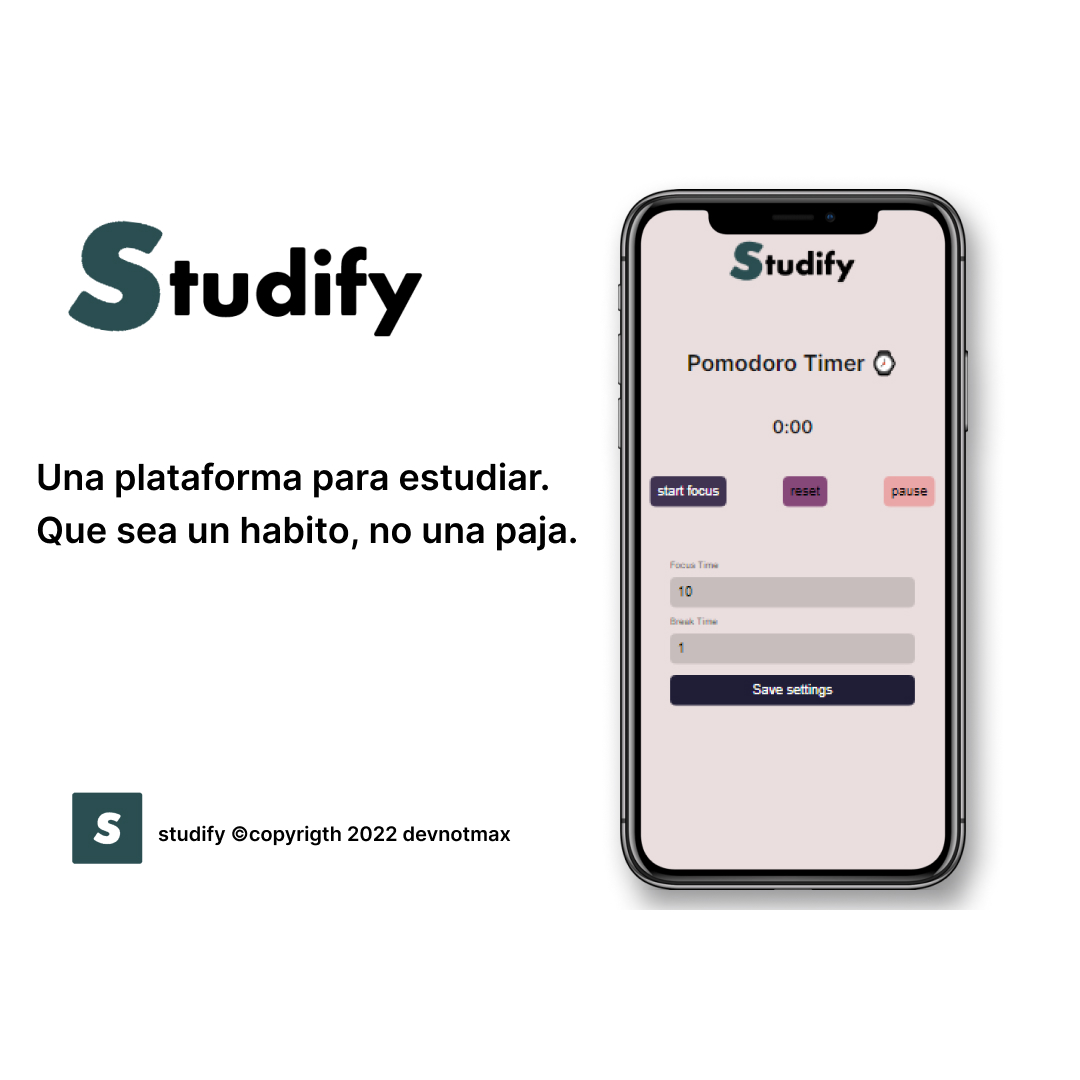 Studify
Una plataforma para estudiar.
Que sea un habito, no una paja.
S
studify ©copyrigth 2022 devnotmax
Studify
Pomodoro Timer ⌚
0:00
start focus reset pause
Focus Time
10
Break Time
1
Save settings